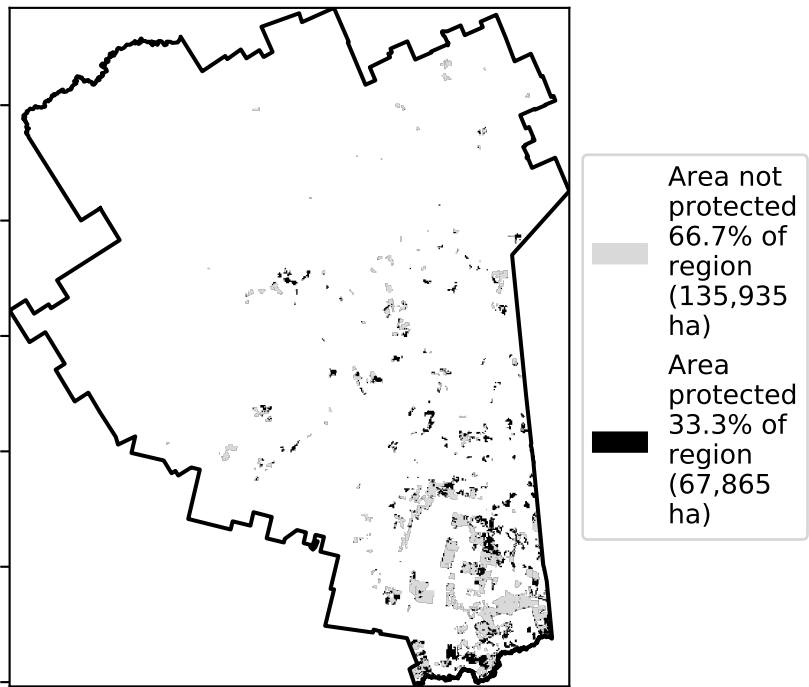 Area not
protected
66.7% of
region
(135,935
ha)
Area
protected
33.3% of
region
(67,865
ha)